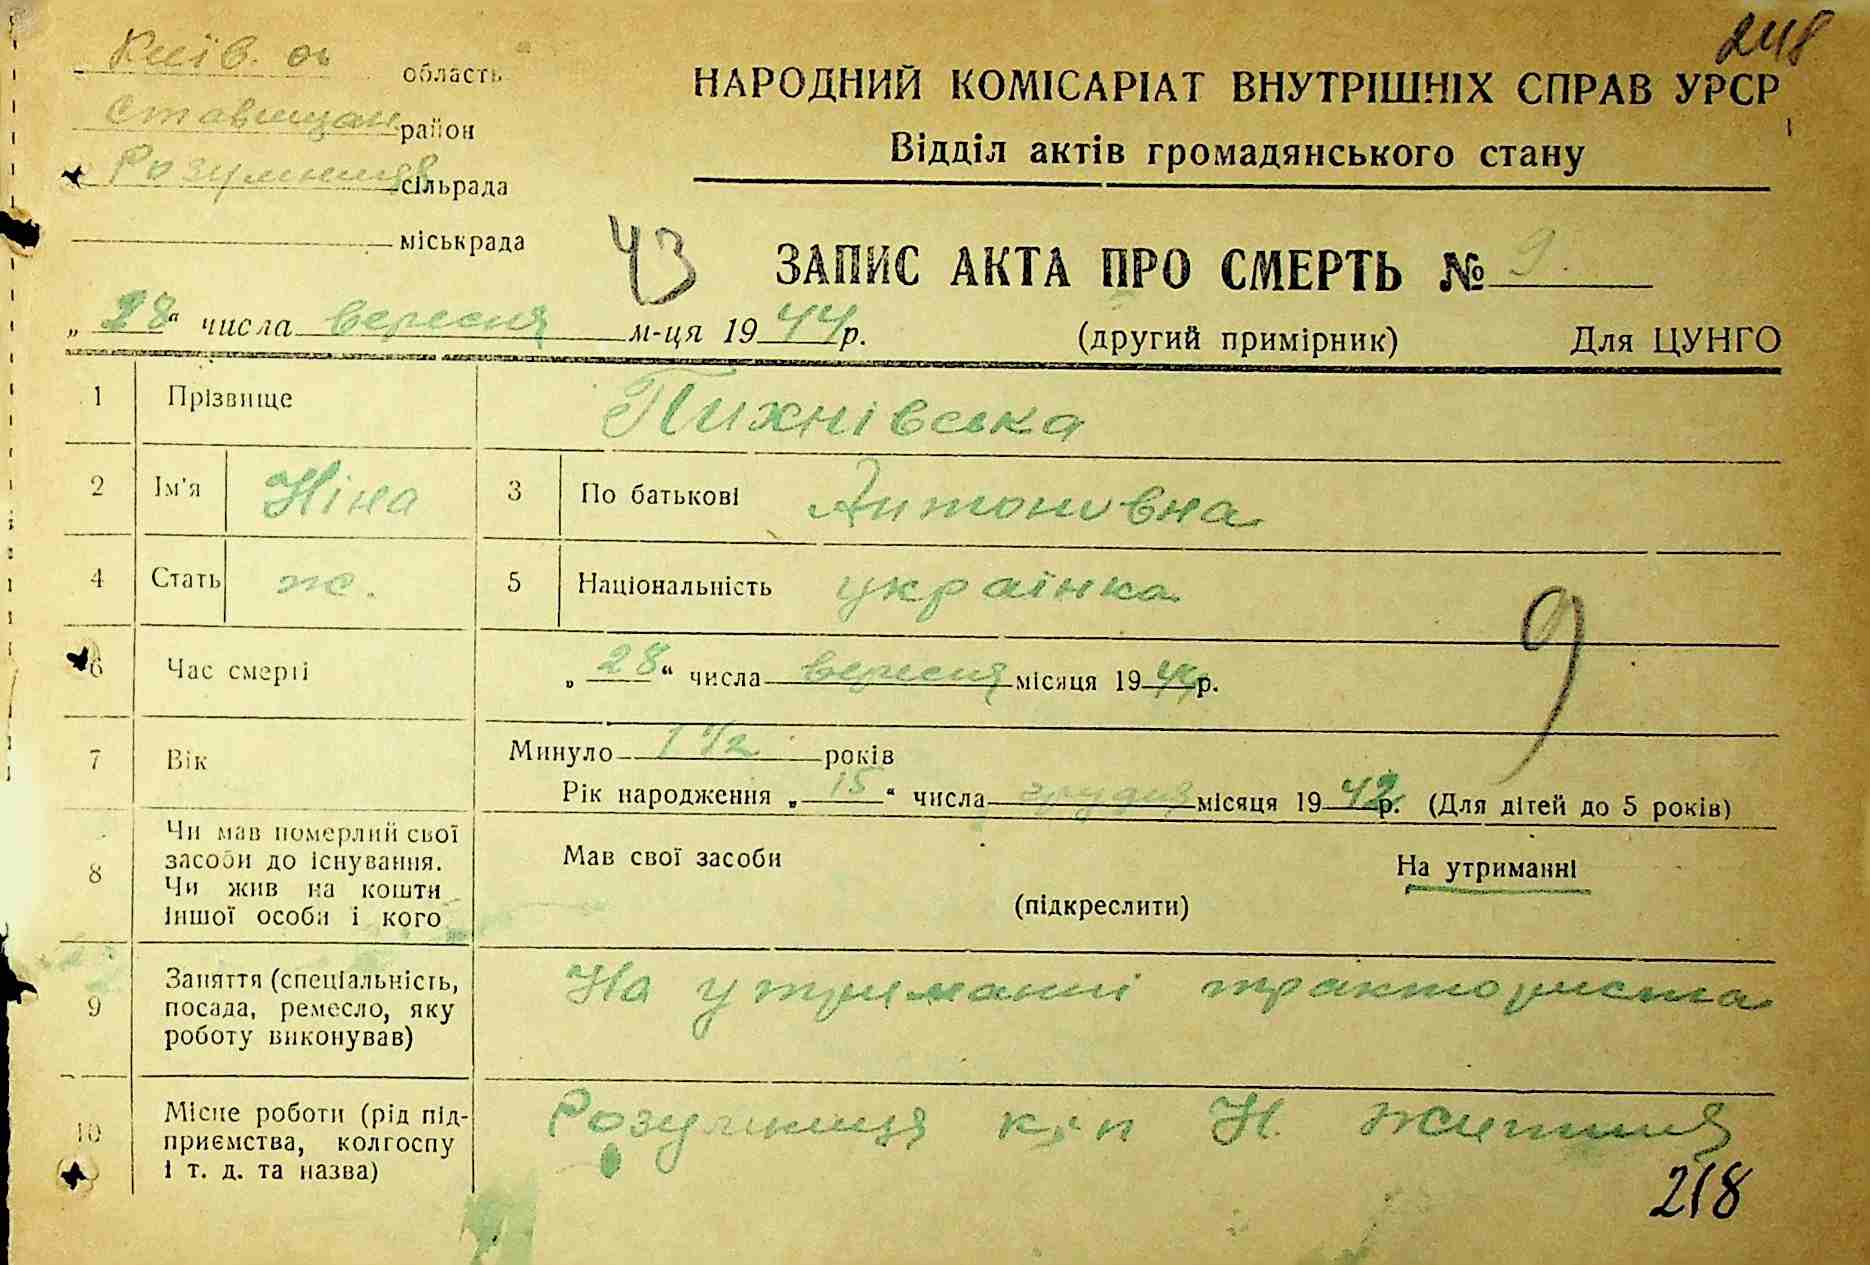 248
Київ. область
Ставищан. район
Розумниця сільрада
міськрада
НАРОДНИЙ КОМІСАРІАТ ВНУТРІШНІХ СПРАВ УРСР
Відділ актів громадянського стану
43
ЗАПИС АКТА ПРО СМЕРТЬ № 9.
„28“ числа вересня м-ця 1944 р.
(другий примірник) Для ЦУНГО
1 Прізвище Пихнівська
2 Ім'я Ніна 3 По батькові Антоновна
4 Стать ж. 5 Національність українка
9
6 Час смерті „28“ числа вересня місяця 1944 р.
7 Вік Минуло 1 1/2 років
Рік народження „15“ числа грудня місяця 1942 р. (Для дітей до 5 років)
8 Чи мав померлий свої засоби до існування. Чи жив на кошти іншої особи і кого
Мав свої засоби На утриманні
(підкреслити)
9 Заняття (спеціальність, посада, ремесло, яку роботу виконував)
На утриманні тракториста
10 Місце роботи (рід підприємства, колгоспу і т. д. та назва)
Розумниця к-п Н. життя
218